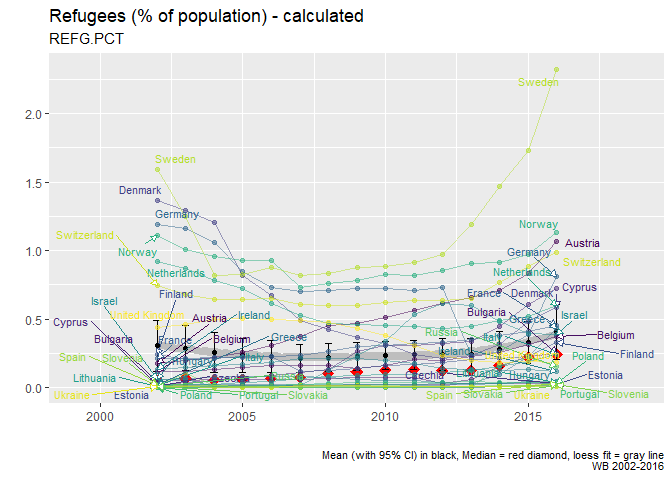 Refugees (% of population) - calculated
REFG.PCT
Sweden
Sweden
Denmark
Germany
Switzerland
Norway
Norway
Germany
Austria
Netherlands
Netherlands
Switzerland
Finland
France
Denmark
Cyprus
Israel
Austria
Ireland
Bulgaria
Israel
Cyprus
United Kingdom
Greece
Russia
Bulgaria
France
Belgium
Greece
Belgium
Spain
Slovenia
Italy
Ireland
Finland
Hungary
Poland
Lithuania
Czechia
Hungary
Estonia
Ukraine
Estonia
Poland
Portugal
Slovakia
Spain
Slovakia
Ukraine
Portugal
Slovenia
2.0
1.5
1.0
0.5
0.0
2000
2005
2010
2015
Mean (with 95% CI) in black, Median = red diamond, loess fit = gray line
WB 2002-2016